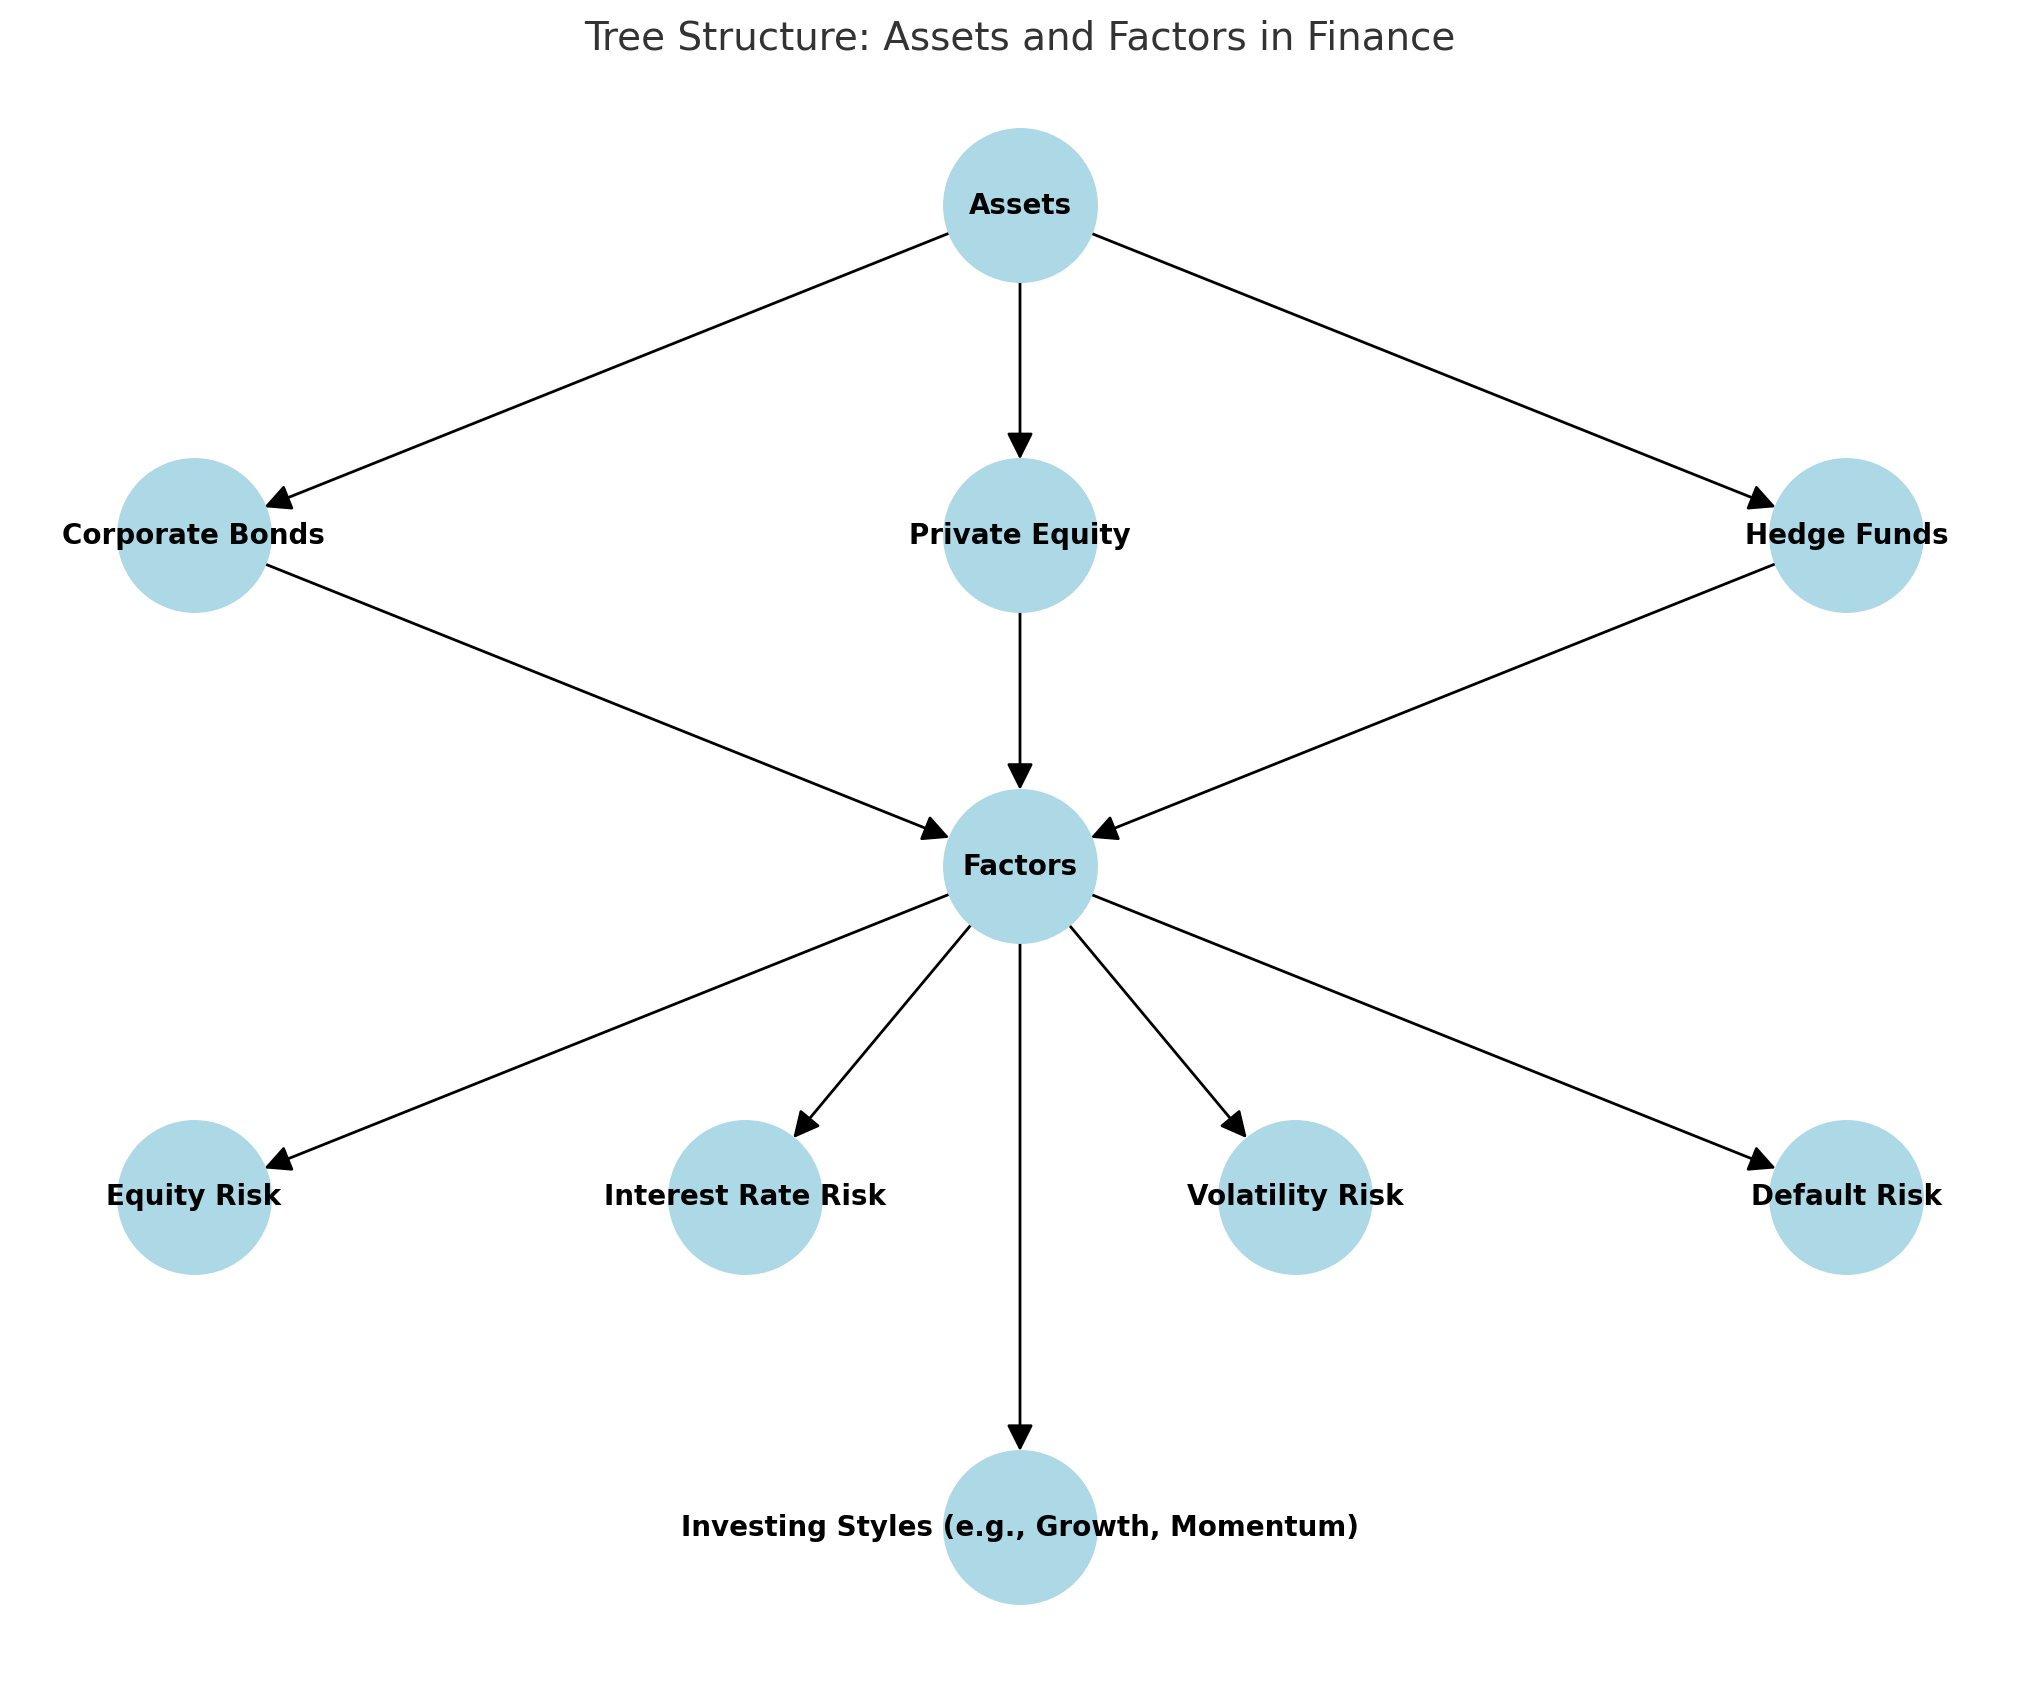 Tree Structure: Assets and Factors in Finance
Assets
Corporate Bonds
Private Equity
Hedge Funds
Factors
Equity Risk
Interest Rate Risk
Volatility Risk
Default Risk
Investing Styles (e.g., Growth, Momentum)